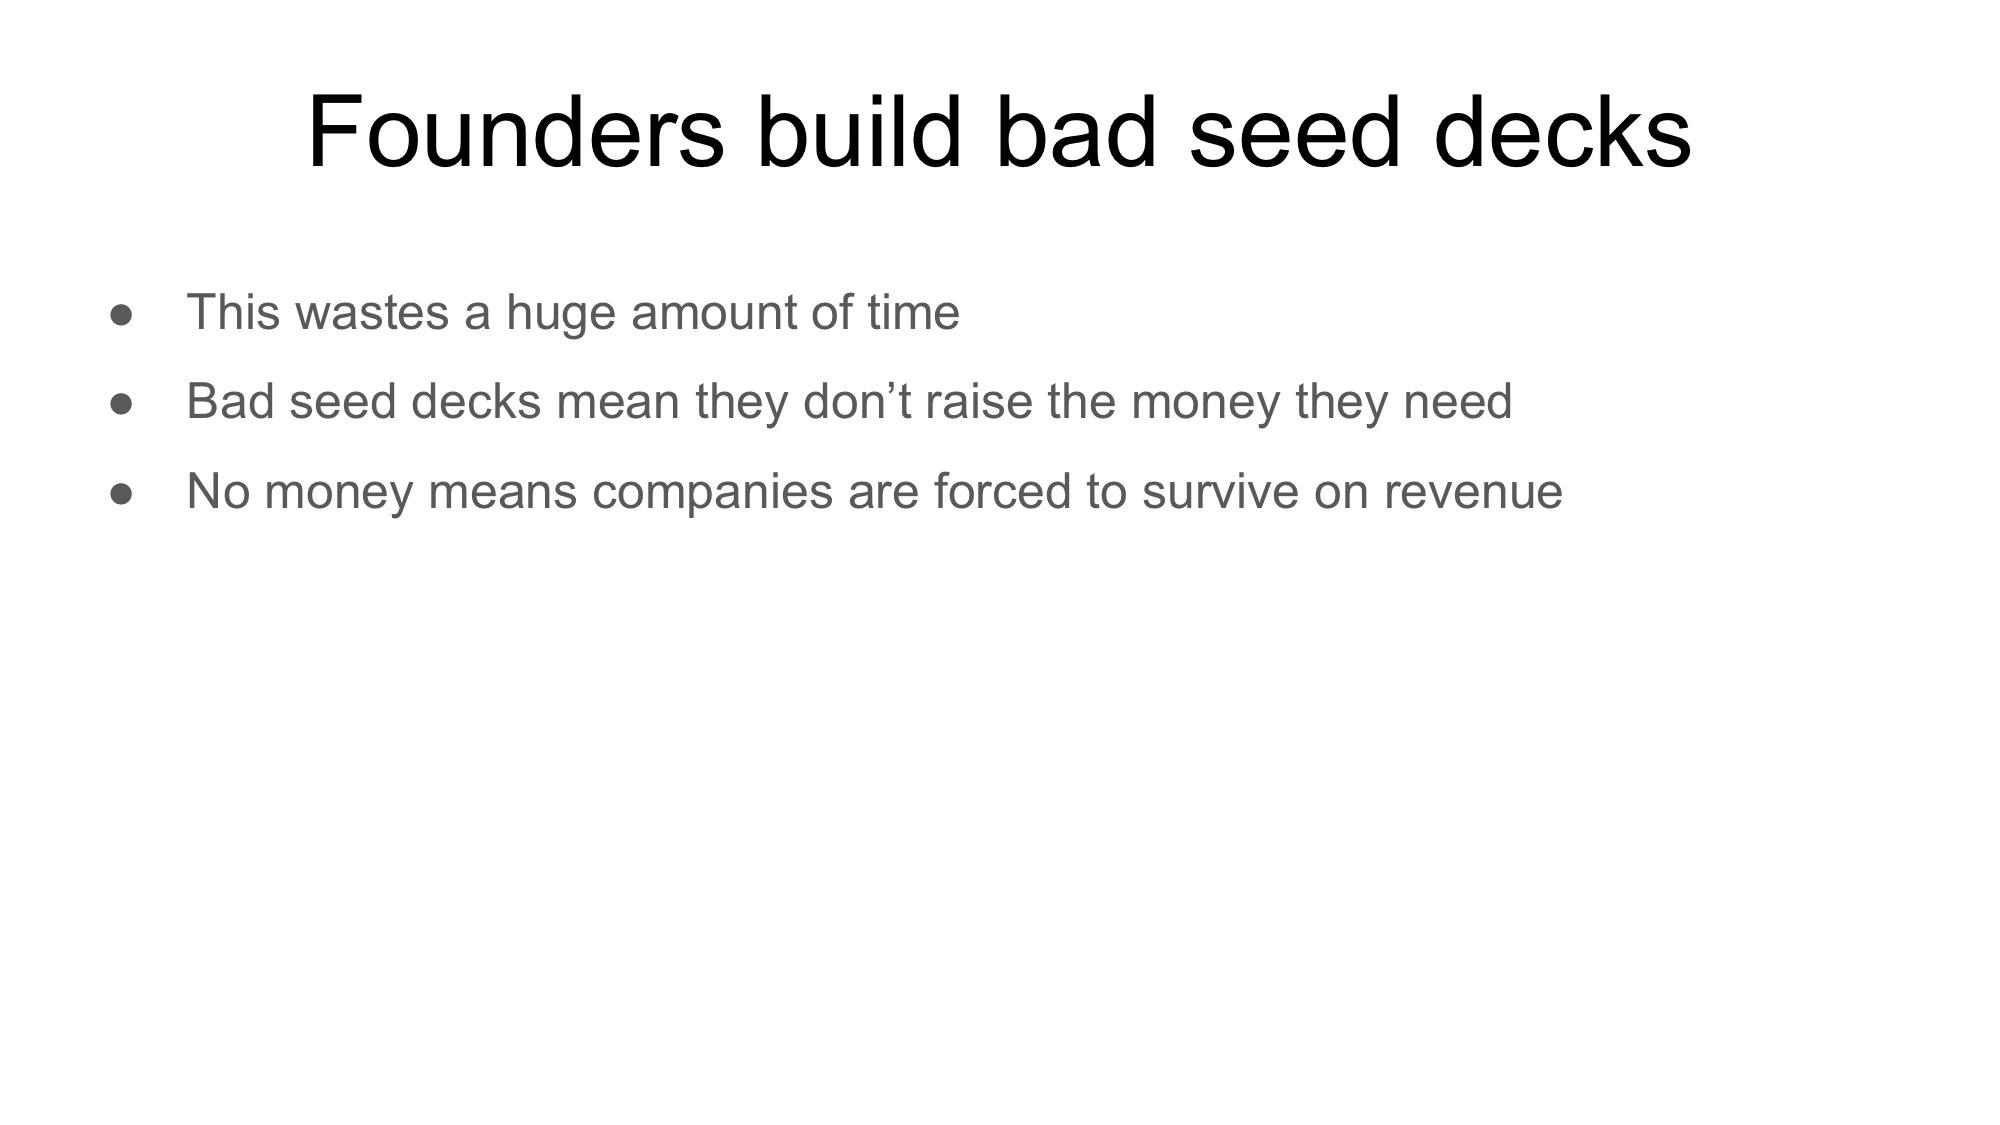 Founders build bad seed decks
● This wastes a huge amount of time
● Bad seed decks mean they don’t raise the money they need
● No money means companies are forced to survive on revenue